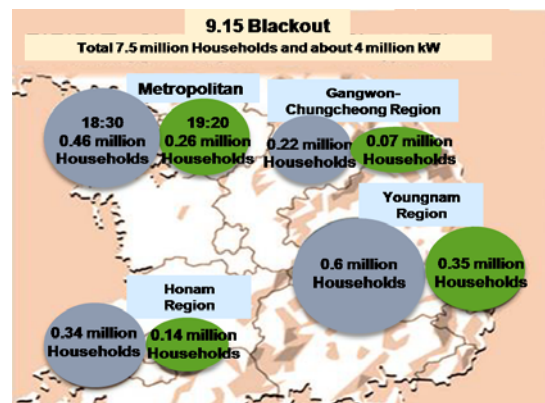 9.15 Blackout
Total 7.5 million Households and about 4 million kW
Metropolitan
18:30
0.46 million
Households
19:20
0.26 million
Households
Gangwon-
Chungcheong Region
0.22 million
Households
0.07 million
Households
Youngnam
Region
0.6 million
Households
0.35 million
Households
Honam
Region
0.34 million
Households
0.14 million
Households